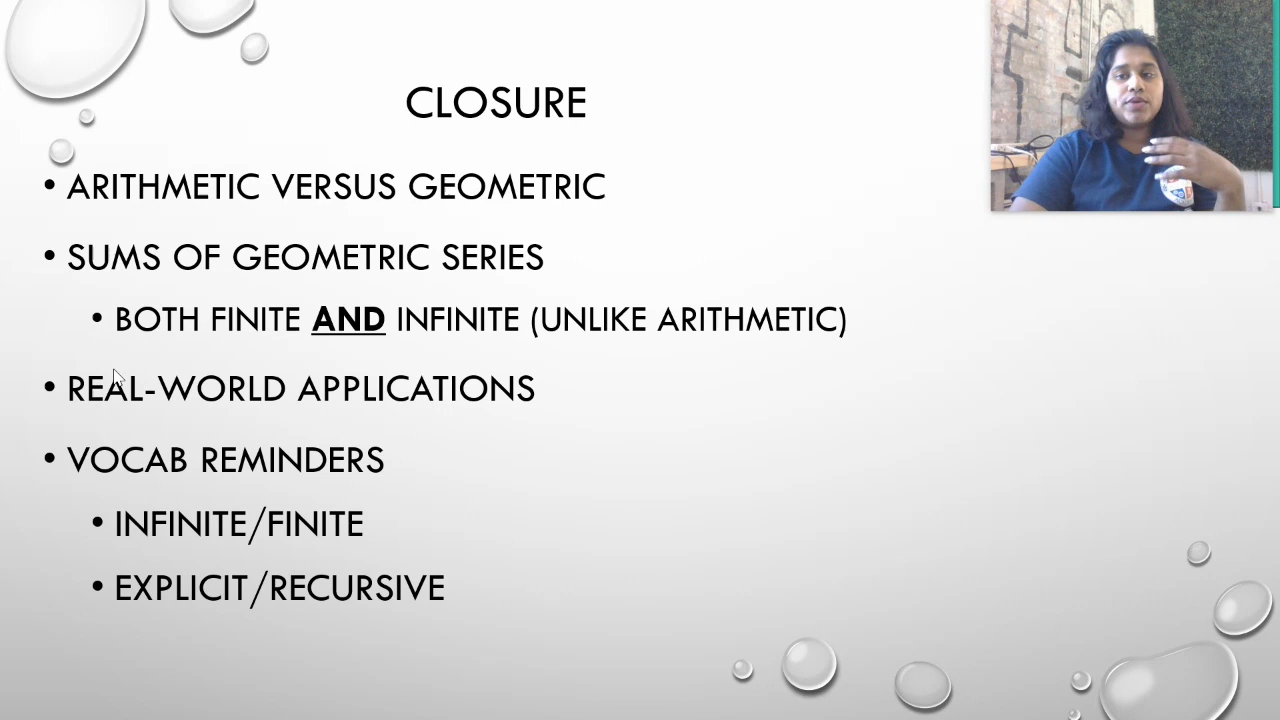 CLOSURE
• ARITHMETIC VERSUS GEOMETRIC
• SUMS OF GEOMETRIC SERIES
• BOTH FINITE AND INFINITE (UNLIKE ARITHMETIC)
• REAL-WORLD APPLICATIONS
• VOCAB REMINDERS
• INFINITE/FINITE
• EXPLICIT/RECURSIVE